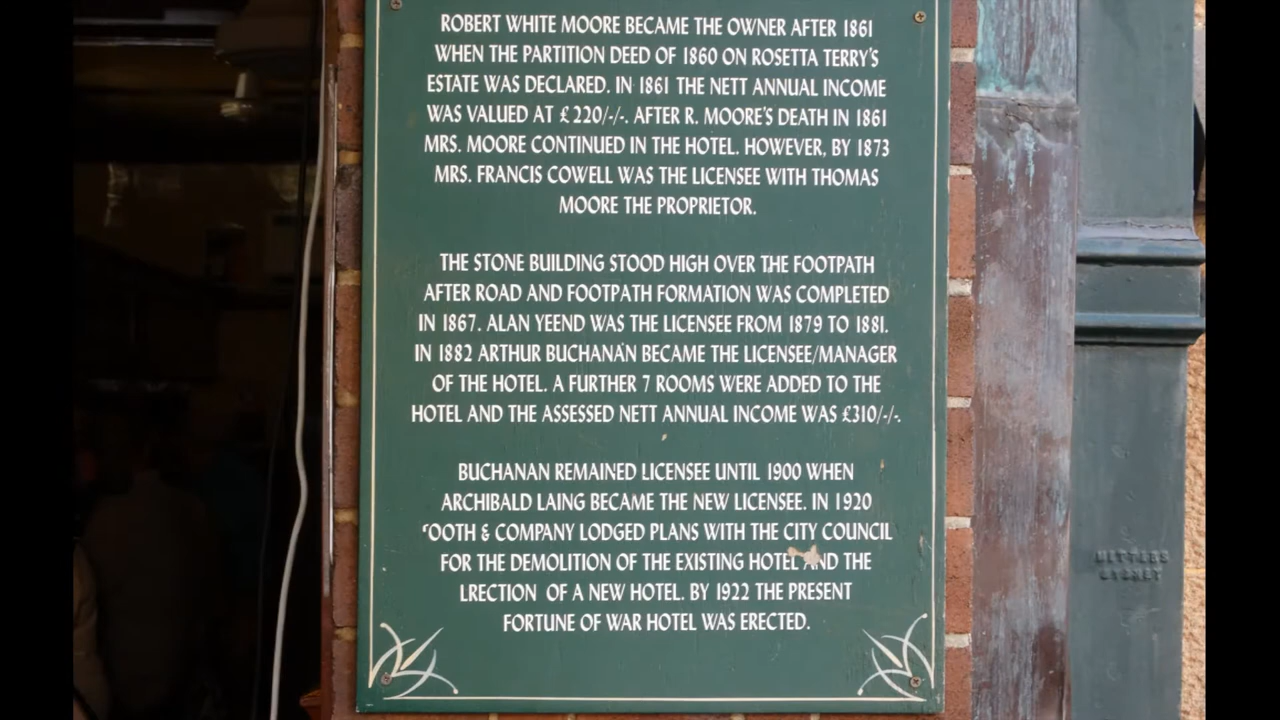 ROBERT WHITE MOORE BECAME THE OWNER AFTER 1861
WHEN THE PARTITION DEED OF 1860 ON ROSETTA TERRY'S
ESTATE WAS DECLARED. IN 1861 THE NETT ANNUAL INCOME
WAS VALUED AT £220/-/-. AFTER R. MOORE'S DEATH IN 1861
MRS. MOORE CONTINUED IN THE HOTEL. HOWEVER, BY 1873
MRS. FRANCIS COWELL WAS THE LICENSEE WITH THOMAS
MOORE THE PROPRIETOR.
THE STONE BUILDING STOOD HIGH OVER THE FOOTPATH
AFTER ROAD AND FOOTPATH FORMATION WAS COMPLETED
IN 1867. ALAN YEEND WAS THE LICENSEE FROM 1879 TO 1881.
IN 1882 ARTHUR BUCHANAN BECAME THE LICENSEE/MANAGER
OF THE HOTEL. A FURTHER 7 ROOMS WERE ADDED TO THE
HOTEL AND THE ASSESSED NETT ANNUAL INCOME WAS £310/-/-.
BUCHANAN REMAINED LICENSEE UNTIL 1900 WHEN
ARCHIBALD LAING BECAME THE NEW LICENSEE. IN 1920
OOTH & COMPANY LODGED PLANS WITH THE CITY COUNCIL
FOR THE DEMOLITION OF THE EXISTING HOTEL AND THE
LRECTION OF A NEW HOTEL. BY 1922 THE PRESENT
FORTUNE OF WAR HOTEL WAS ERECTED.
METTERS
SYDNEY